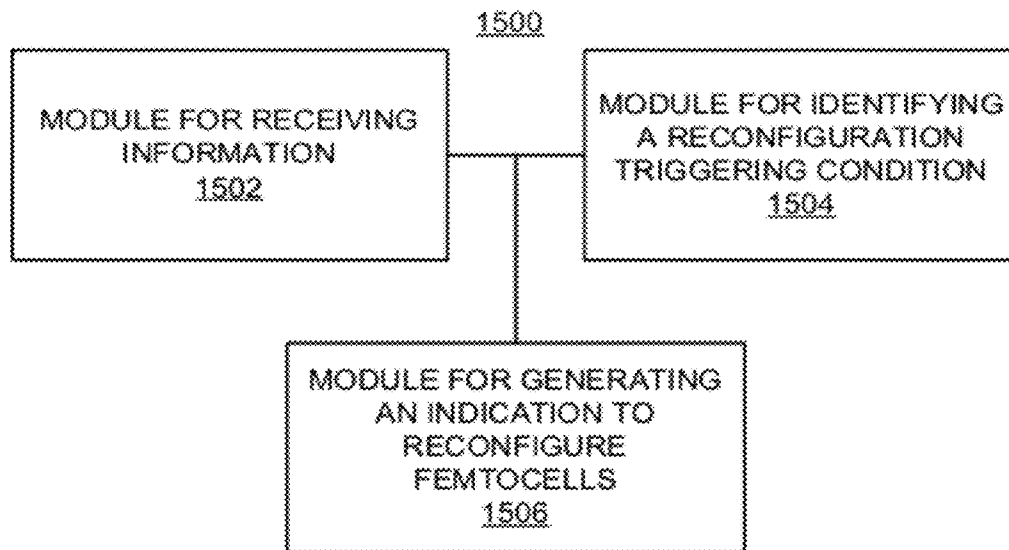 1500
MODULE FOR RECEIVING
INFORMATION
1502
MODULE FOR IDENTIFYING
A RECONFIGURATION
TRIGGERING CONDITION
1504
MODULE FOR GENERATING
AN INDICATION TO
RECONFIGURE
FEMTOCELLS
1506